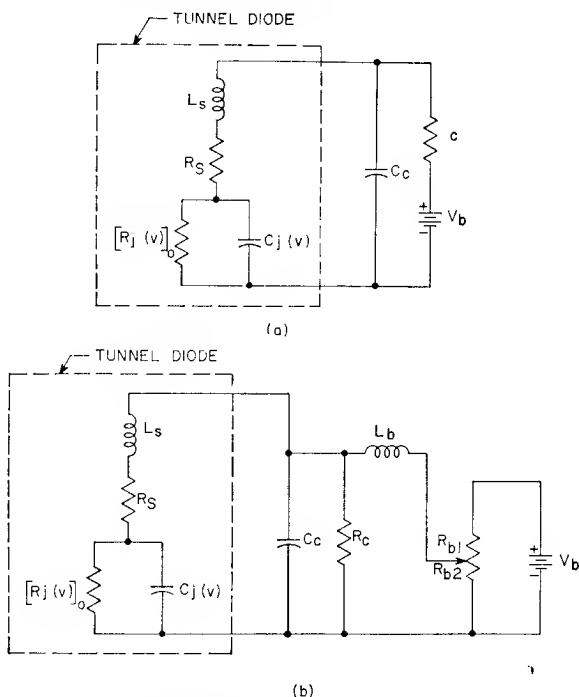 TUNNEL DIODE
Ls
RS
[Rj(v)]o
Cj(v)
Cc
c
+
Vb
-
(a)
TUNNEL DIODE
Ls
RS
[Rj(v)]o
Cj(v)
Cc
Rc
Lb
Rb1
Rb2
+
Vb
-
(b)